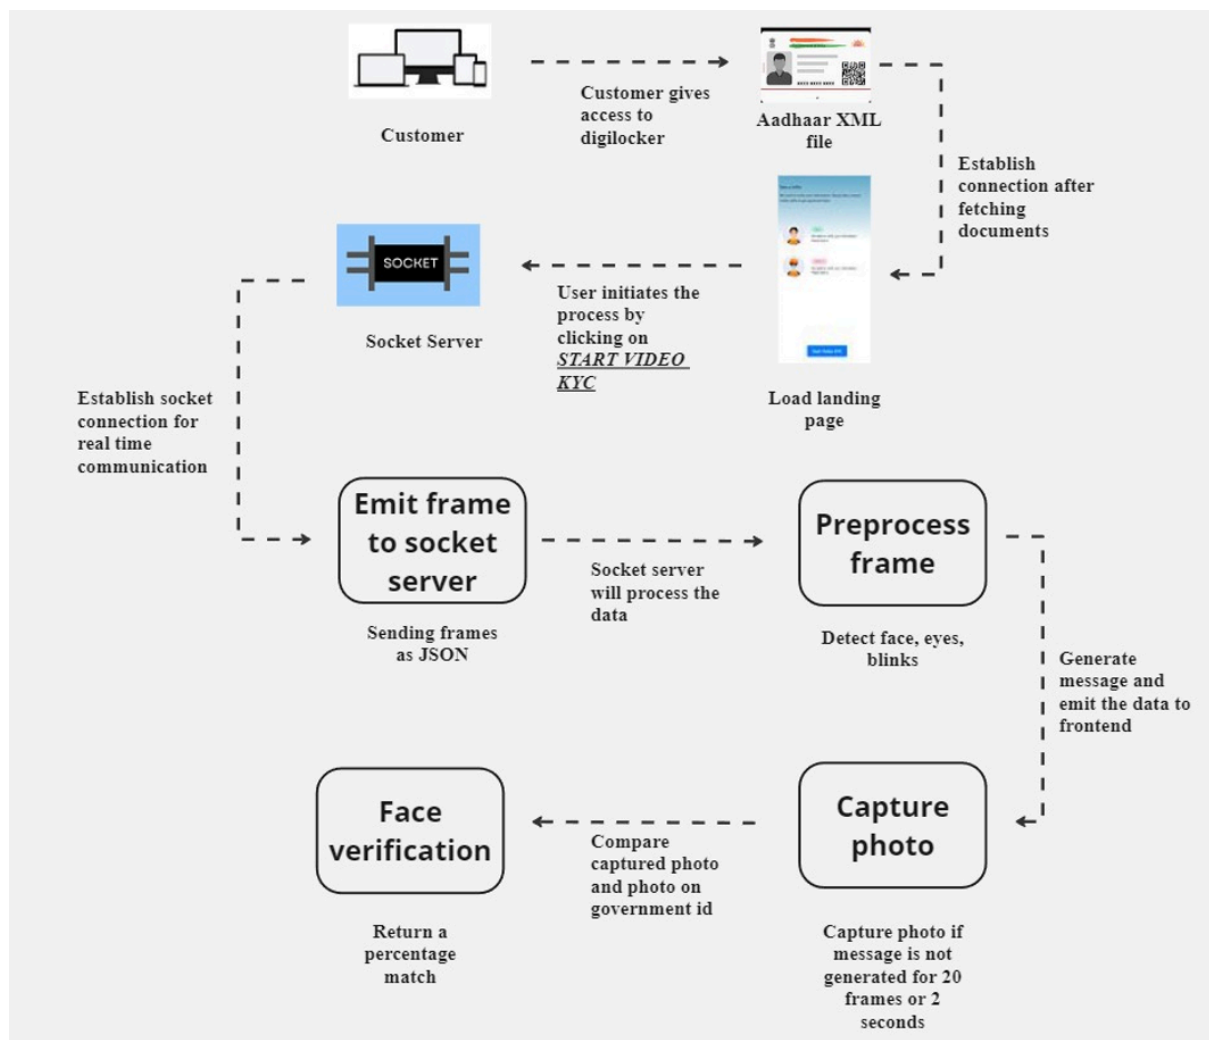 Customer
Customer gives
access to
digilocker
Aadhaar XML
file
Establish
connection after
fetching
documents
Load landing
page
User initiates the
process by
clicking on
START VIDEO
KYC
SOCKET
Socket Server
Establish socket
connection for
real time
communication
Emit frame
to socket
server
Sending frames
as JSON
Socket server
will process the
data
Preprocess
frame
Detect face, eyes,
blinks
Generate
message and
emit the data to
frontend
Capture
photo
Capture photo if
message is not
generated for 20
frames or 2
seconds
Compare
captured photo
and photo on
government id
Face
verification
Return a
percentage
match